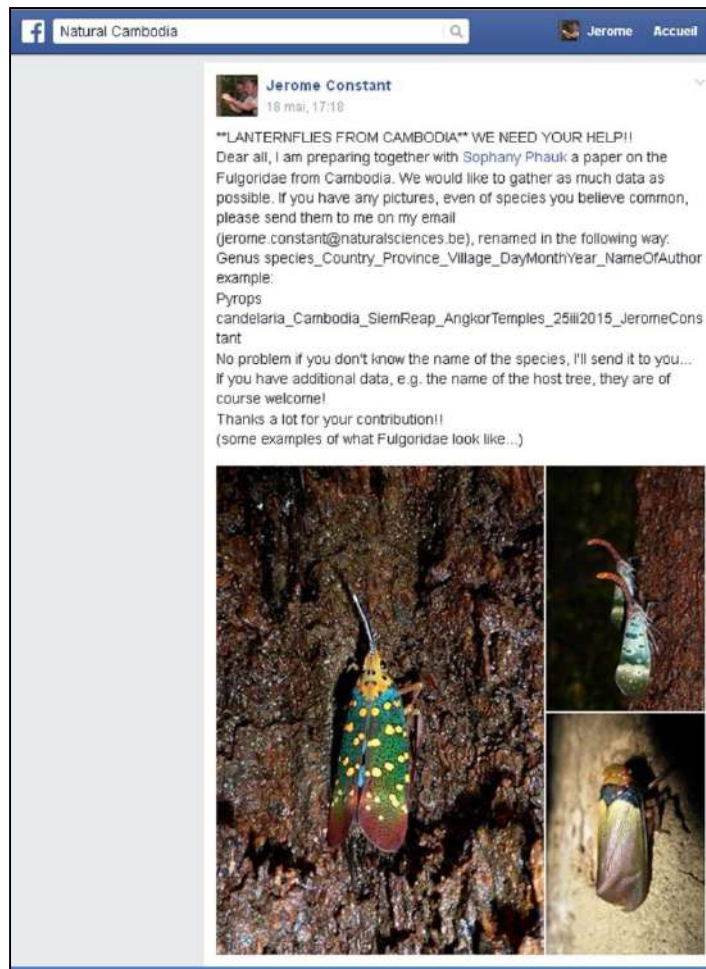 f Natural Cambodia Jerome Accueil
Jerome Constant
18 mai, 17:18
**LANTERNFLIES FROM CAMBODIA** WE NEED YOUR HELP!!
Dear all, I am preparing together with Sophany Phauk a paper on the
Fulgoridae from Cambodia. We would like to gather as much data as
possible. If you have any pictures, even of species you believe common,
please send them to me on my email
(jerome.constant@naturalsciences.be), renamed in the following way:
Genus species_Country_Province_Village_DayMonthYear_NameOfAuthor
example:
Pyrops
candelaria_Cambodia_SiemReap_AngkorTemples_25iii2015_JeromeCons
tant
No problem if you don't know the name of the species, I'll send it to you...
If you have additional data, e.g. the name of the host tree, they are of
course welcome!
Thanks a lot for your contribution!!
(some examples of what Fulgoridae look like...)